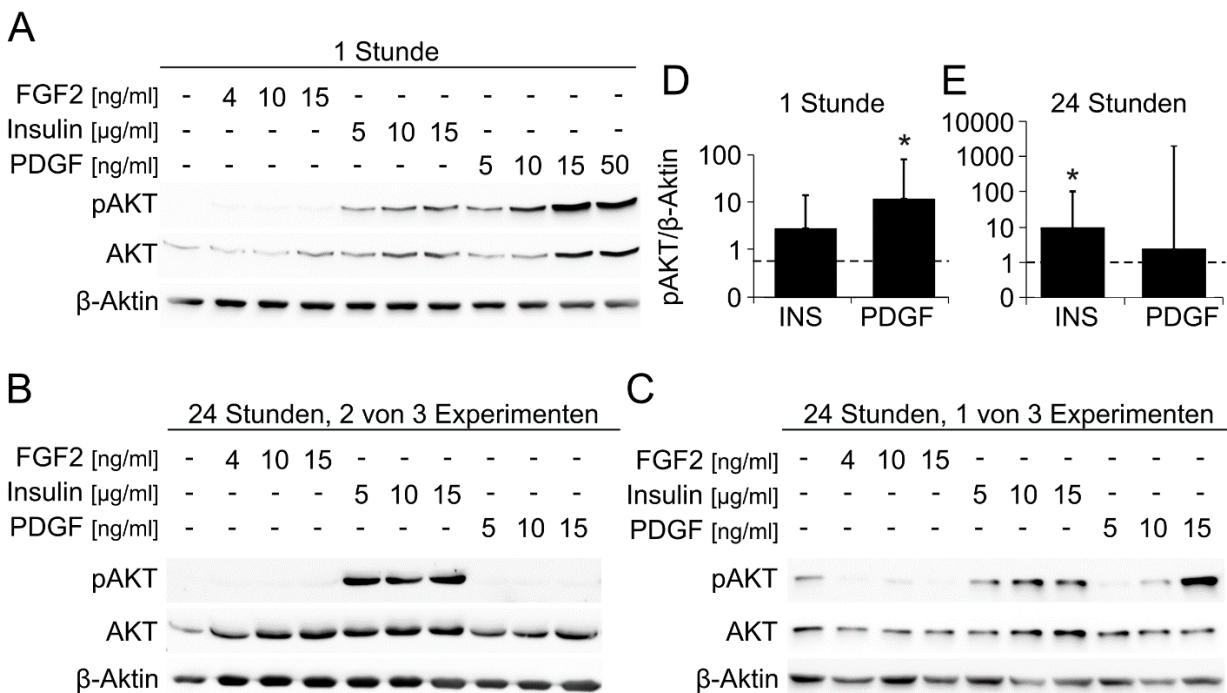 A
1 Stunde
FGF2 [ng/ml] - 4 10 15 - - - - - - -
Insulin [µg/ml] - - - - 5 10 15 - - - -
PDGF [ng/ml] - - - - - - - 5 10 15 50
pAKT
AKT
β-Aktin
D
1 Stunde
pAKT/β-Aktin
100
10
1
0
*
INS PDGF
E
24 Stunden
10000
1000
100
10
1
0
*
INS PDGF
B
24 Stunden, 2 von 3 Experimenten
FGF2 [ng/ml] - 4 10 15 - - - - - -
Insulin [µg/ml] - - - - 5 10 15 - - -
PDGF [ng/ml] - - - - - - - 5 10 15
pAKT
AKT
β-Aktin
C
24 Stunden, 1 von 3 Experimenten
FGF2 [ng/ml] - 4 10 15 - - - - - -
Insulin [µg/ml] - - - - 5 10 15 - - -
PDGF [ng/ml] - - - - - - - 5 10 15
pAKT
AKT
β-Aktin